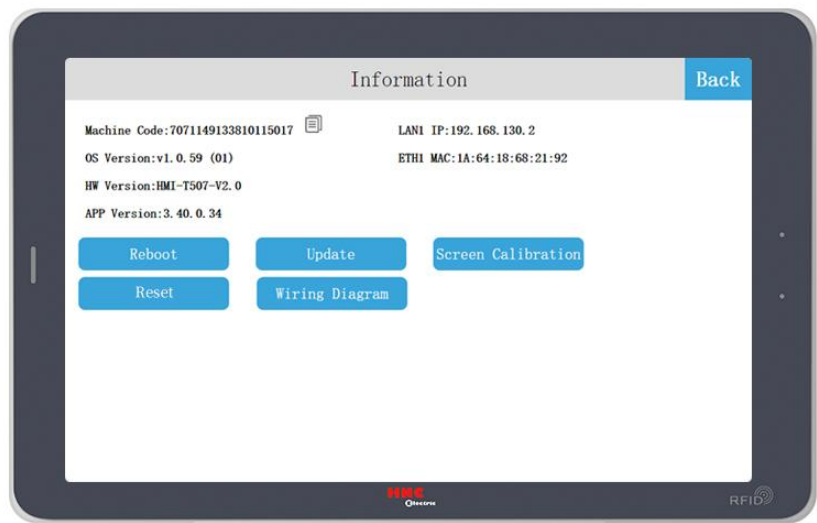 Information
Back
Machine Code:7071149133810115017
LAN1 IP:192.168.130.2
OS Version:v1.0.59 (01)
ETH1 MAC:1A:64:18:68:21:92
HW Version:HMI-T507-V2.0
APP Version:3.40.0.34
Reboot
Update
Screen Calibration
Reset
Wiring Diagram
HNC
Electric
RFID